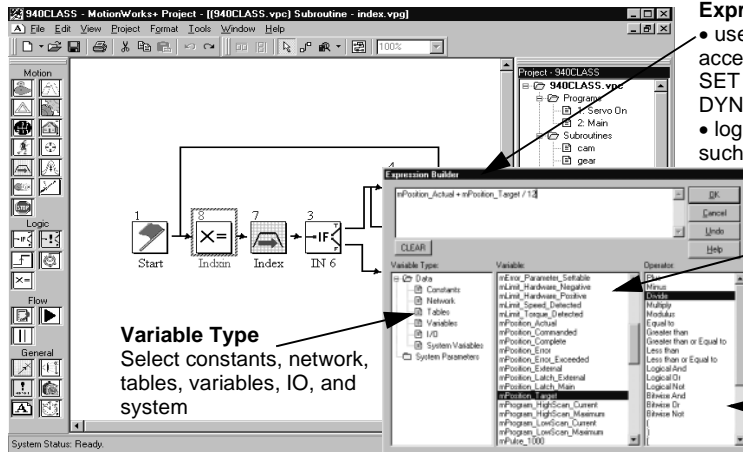 940CLASS - MotionWorks+ Project - [[940CLASS.vpc) Subroutine - index.vpg]
File Edit View Project Format Tools Window Help
100%
Motion
Logic
Flow
General
IF
X=
STOP
A
1
Start
8
X=
Indxin
7
Index
3
IF
IN 6
4
Project - 940CLASS
940CLASS.vpc
Programs
1: Servo On
2: Main
Subroutines
cam
gear
Expr
• use
acce
SET
DYN
• log
such
Expression Builder
mPosition_Actual + mPosition_Target / 12
OK
Cancel
Undo
Help
CLEAR
Variable Type:
Data
Constants
Network
Tables
Variables
I/O
System Variables
System Parameters
Variable:
mError_Parameter_Settable
mLimit_Hardware_Negative
mLimit_Hardware_Positive
mLimit_Speed_Detected
mLimit_Torque_Detected
mPosition_Actual
mPosition_Commanded
mPosition_Complete
mPosition_Error
mPosition_Error_Exceeded
mPosition_External
mPosition_Latch_External
mPosition_Latch_Main
mPosition_Target
mProgram_HighScan_Current
mProgram_HighScan_Maximum
mProgram_LowScan_Current
mProgram_LowScan_Maximum
mPulse_1000
Operator:
Plus
Minus
Divide
Multiply
Modulus
Equal to
Greater than
Greater than or Equal to
Less than
Less than or Equal to
Logical And
Logical Or
Logical Not
Bitwise And
Bitwise Or
Bitwise Not
(
)
[
Variable Type
Select constants, network,
tables, variables, IO, and
system
System Status: Ready.